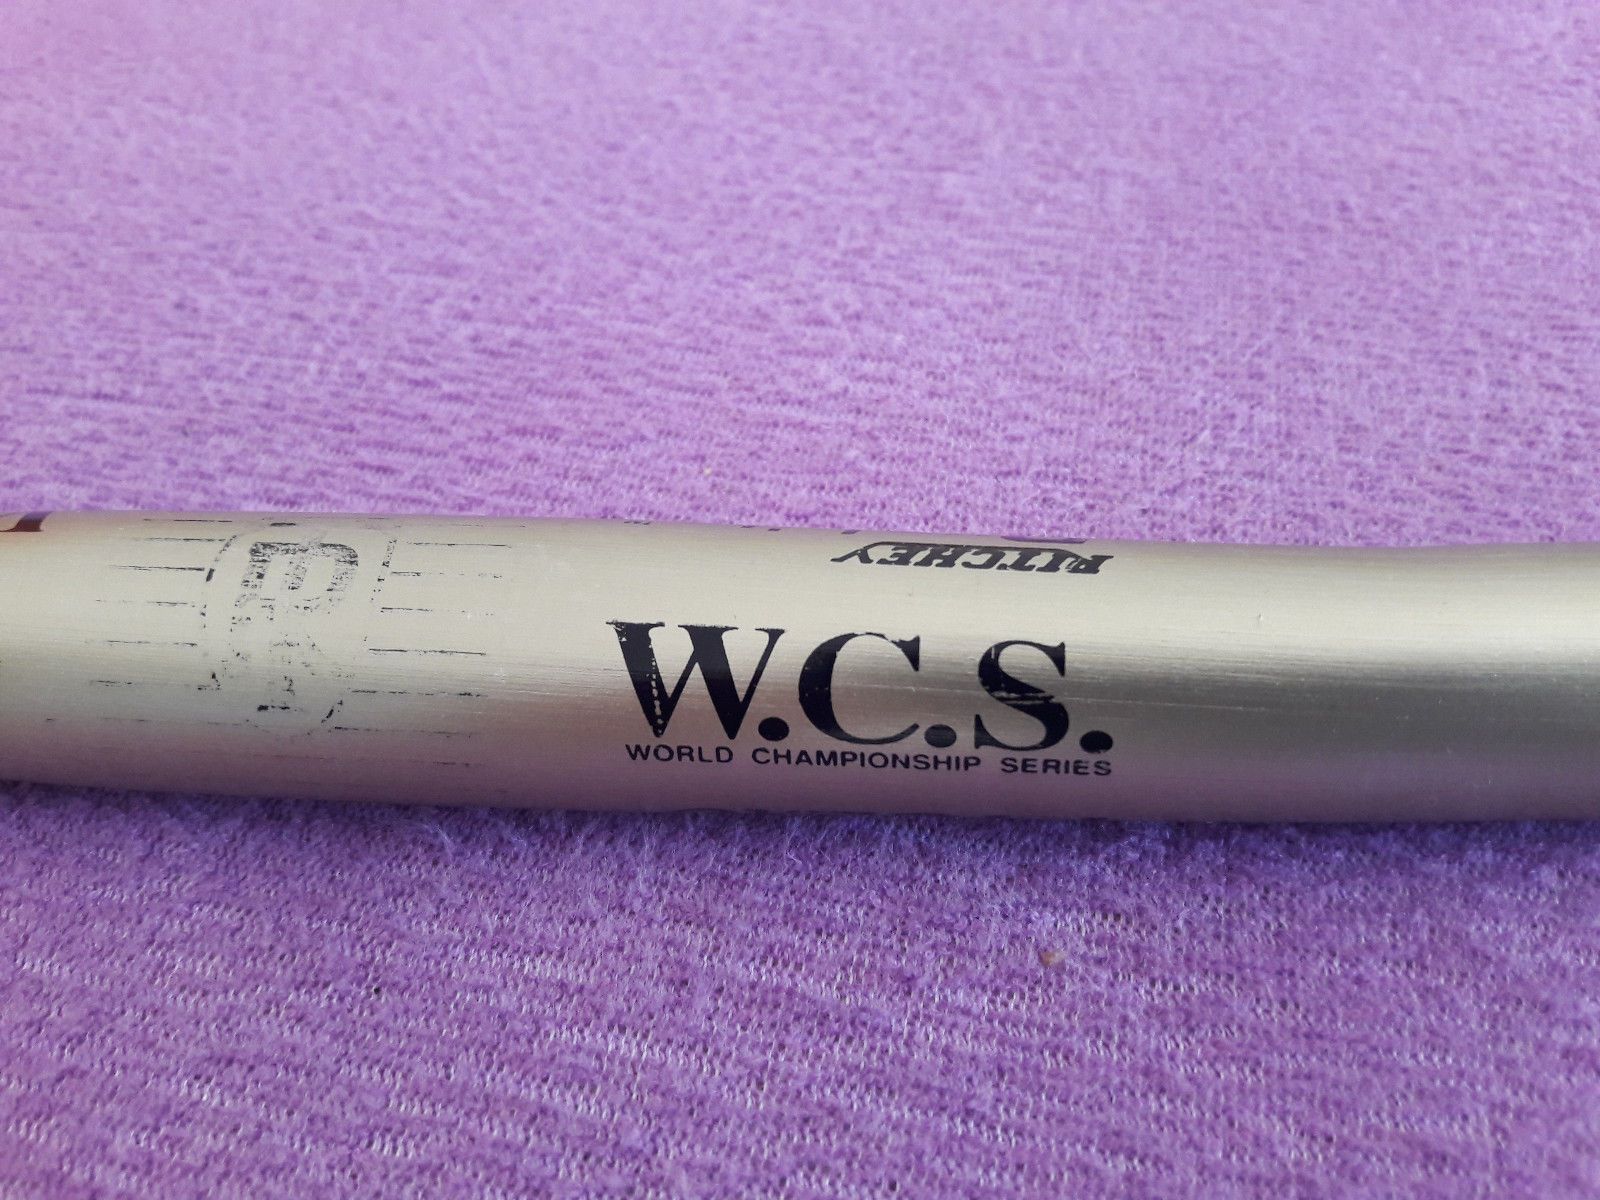 RITCHEY
W.C.S.
WORLD CHAMPIONSHIP SERIES